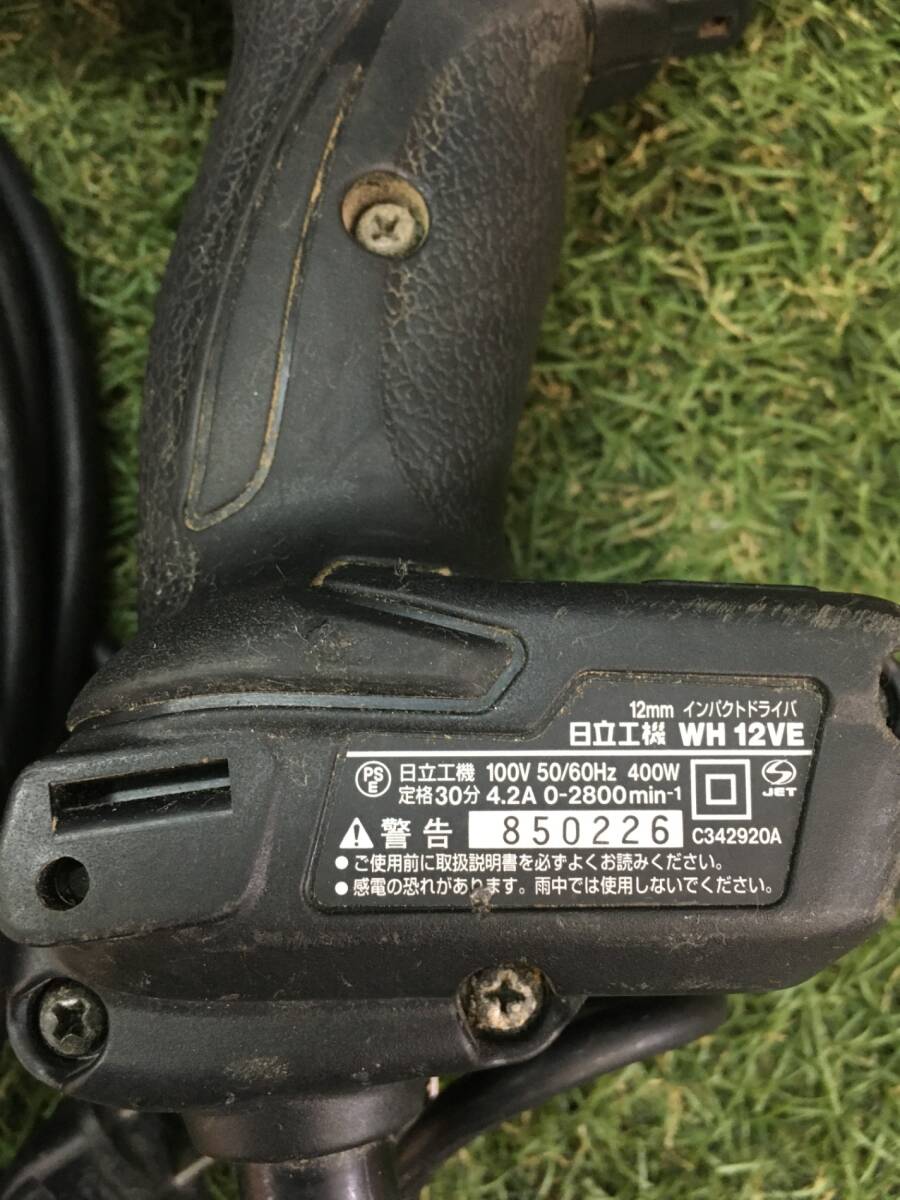 12mm インパクトドライバ
日立工機 WH 12VE
PSE 日立工機 100V 50/60Hz 400W
定格30分 4.2A 0-2800min-1
JET
警告 850226 C342920A
●ご使用前に取扱説明書を必ずよくお読みください。
●感電の恐れがあります。雨中では使用しないでください。